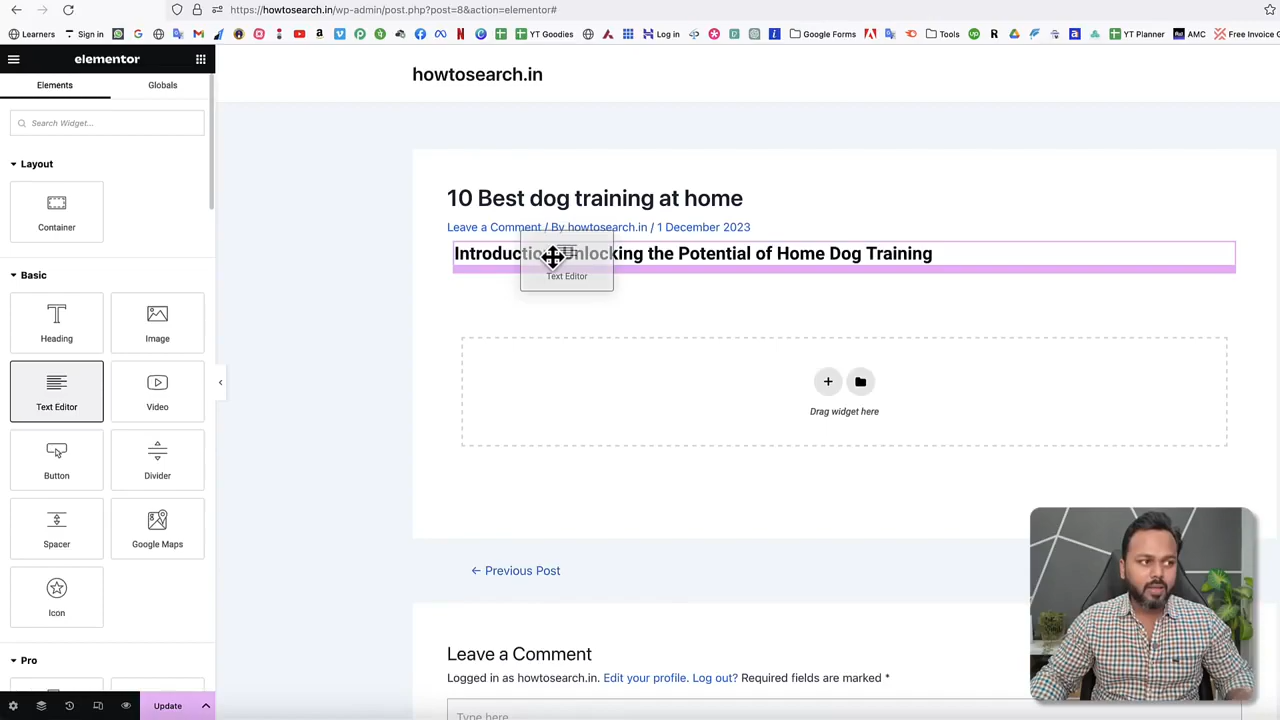 https://howtosearch.in/wp-admin/post.php?post=8&action=elementor#
Learners
Sign in
YT Goodies
Log in
Google Forms
Tools
YT Planner
AMC
Free Invoice G
elementor
Elements
Globals
Search Widget...
Layout
Container
Basic
Heading
Image
Text Editor
Video
Button
Divider
Spacer
Google Maps
Icon
Pro
Update
howtosearch.in
10 Best dog training at home
Leave a Comment / By howtosearch.in / 1 December 2023
Introduction Unlocking the Potential of Home Dog Training
Text Editor
Drag widget here
← Previous Post
Leave a Comment
Logged in as howtosearch.in. Edit your profile. Log out? Required fields are marked *
Type here